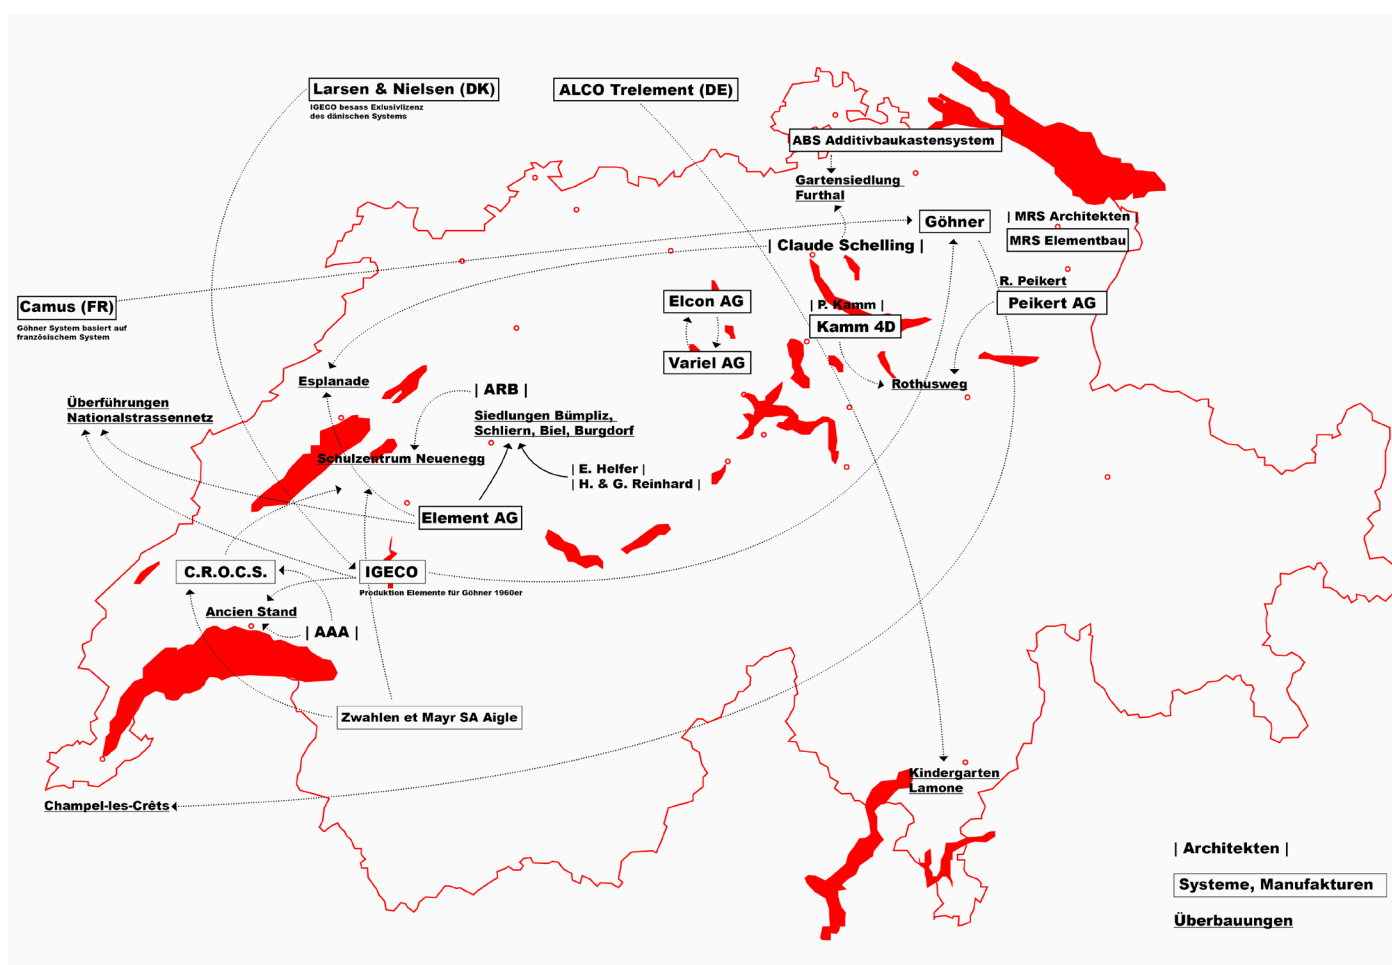 Larsen & Nielsen (DK)
IGECO besass Exlusivlizenz
des dänischen Systems
ALCO Trelement (DE)
ABS Additivbaukastensystem
Gartensiedlung
Furthal
Göhner
| MRS Architekten |
MRS Elementbau
| Claude Schelling |
R. Peikert
Peikert AG
Camus (FR)
Göhner System basiert auf
französischem System
Elcon AG
| P. Kamm |
Kamm 4D
Variel AG
Rothusweg
Esplanade
| ARB |
Überführungen
Nationalstrassennetz
Siedlungen Bümpliz,
Schliern, Biel, Burgdorf
Schulzentrum Neuenegg
| E. Helfer |
| H. & G. Reinhard |
Element AG
C.R.O.C.S.
IGECO
Produktion Elemente für Göhner 1960er
Ancien Stand
| AAA |
Zwahlen et Mayr SA Aigle
Kindergarten
Lamone
Champel-les-Crêts
| Architekten |
Systeme, Manufakturen
Überbauungen